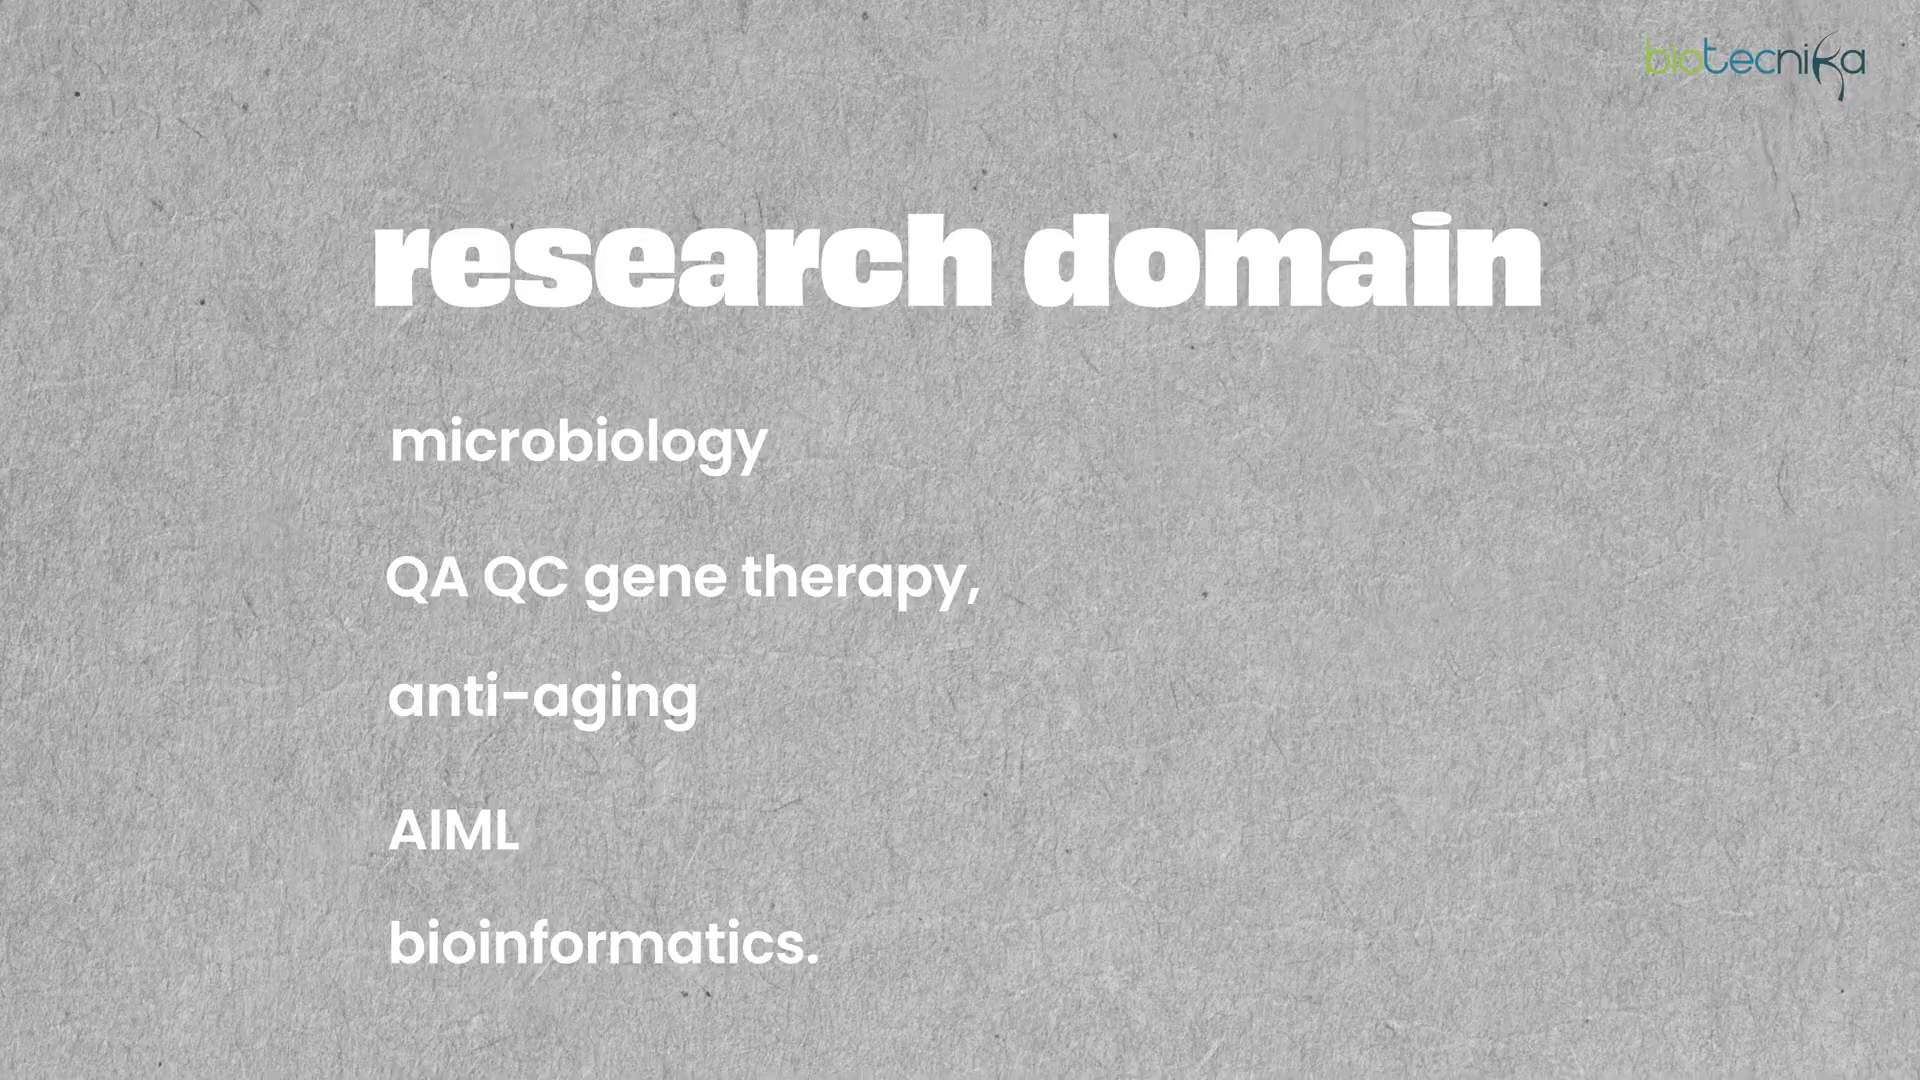 biotecnika
research domain
microbiology
QA QC gene therapy,
anti-aging
AIML
bioinformatics.